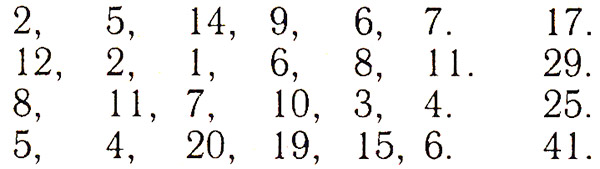 2, 5, 14, 9, 6, 7. 17.
12, 2, 1, 6, 8, 11. 29.
8, 11, 7, 10, 3, 4. 25.
5, 4, 20, 19, 15, 6. 41.